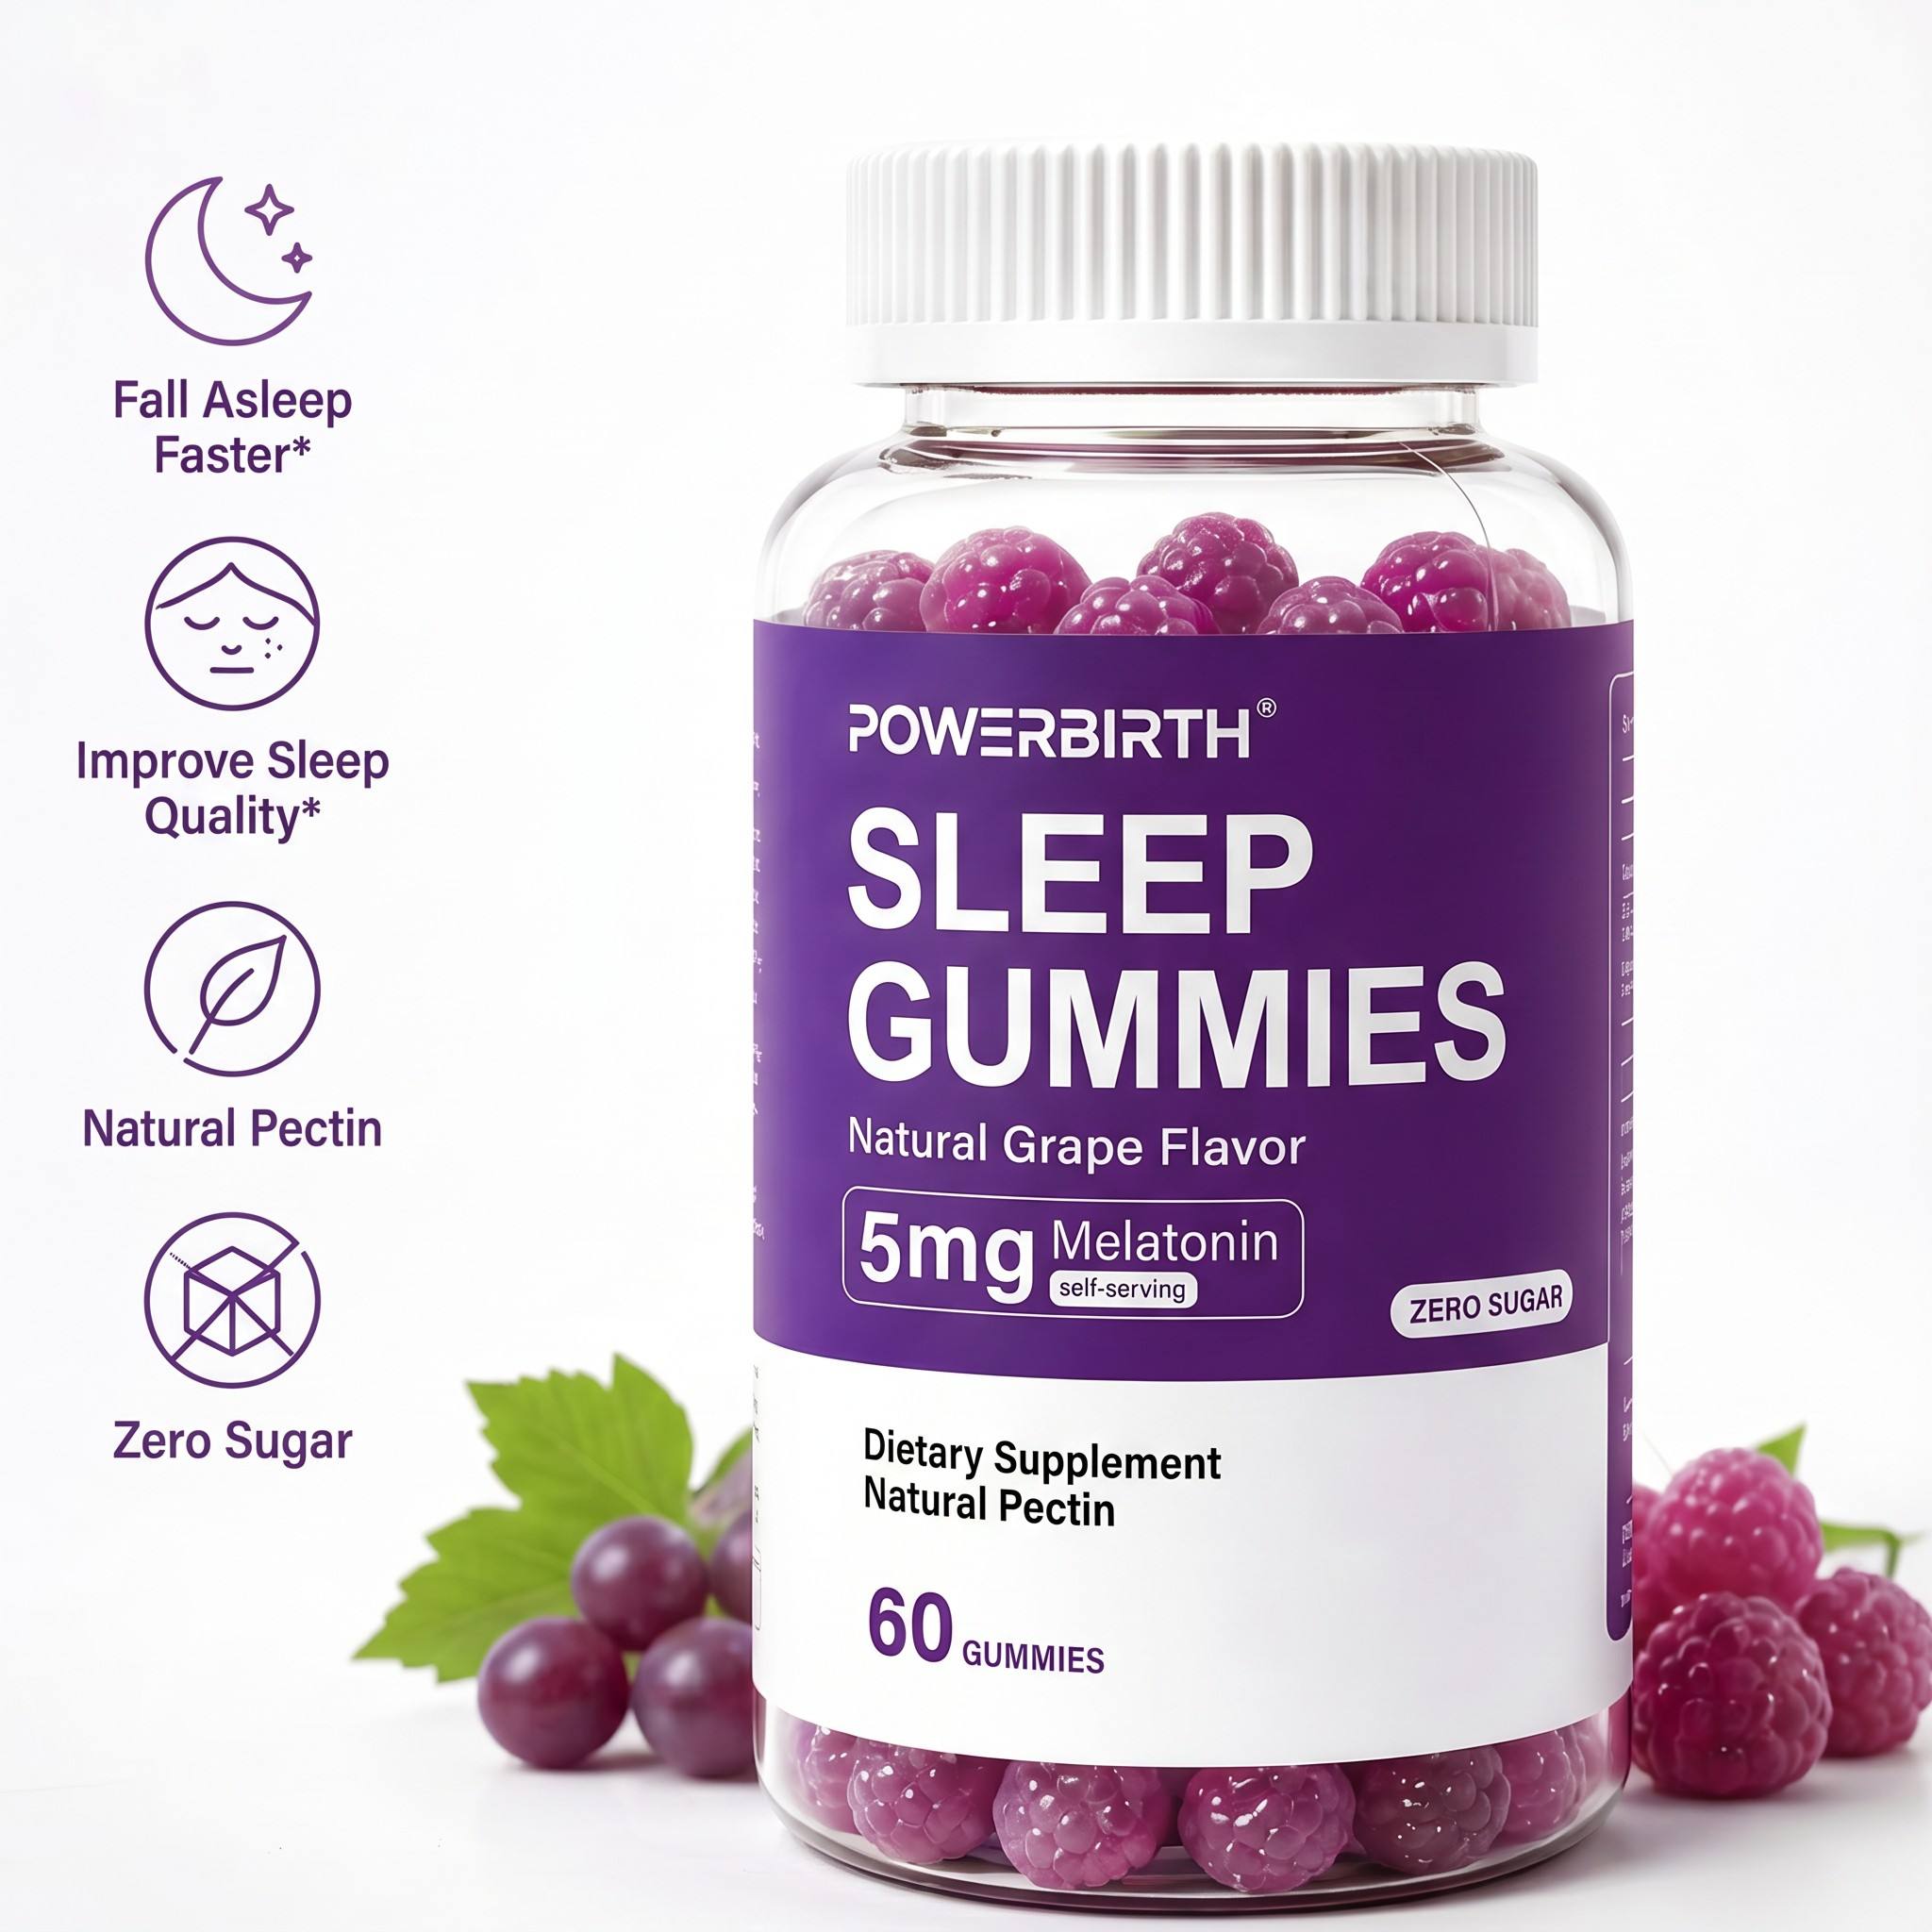 Fall Asleep
Faster*
Improve Sleep
Quality*
Natural Pectin
Zero Sugar
POWERBIRTH®
SLEEP
GUMMIES
Natural Grape Flavor
5mg Melatonin
self-serving
ZERO SUGAR
Dietary Supplement
Natural Pectin
60 GUMMIES